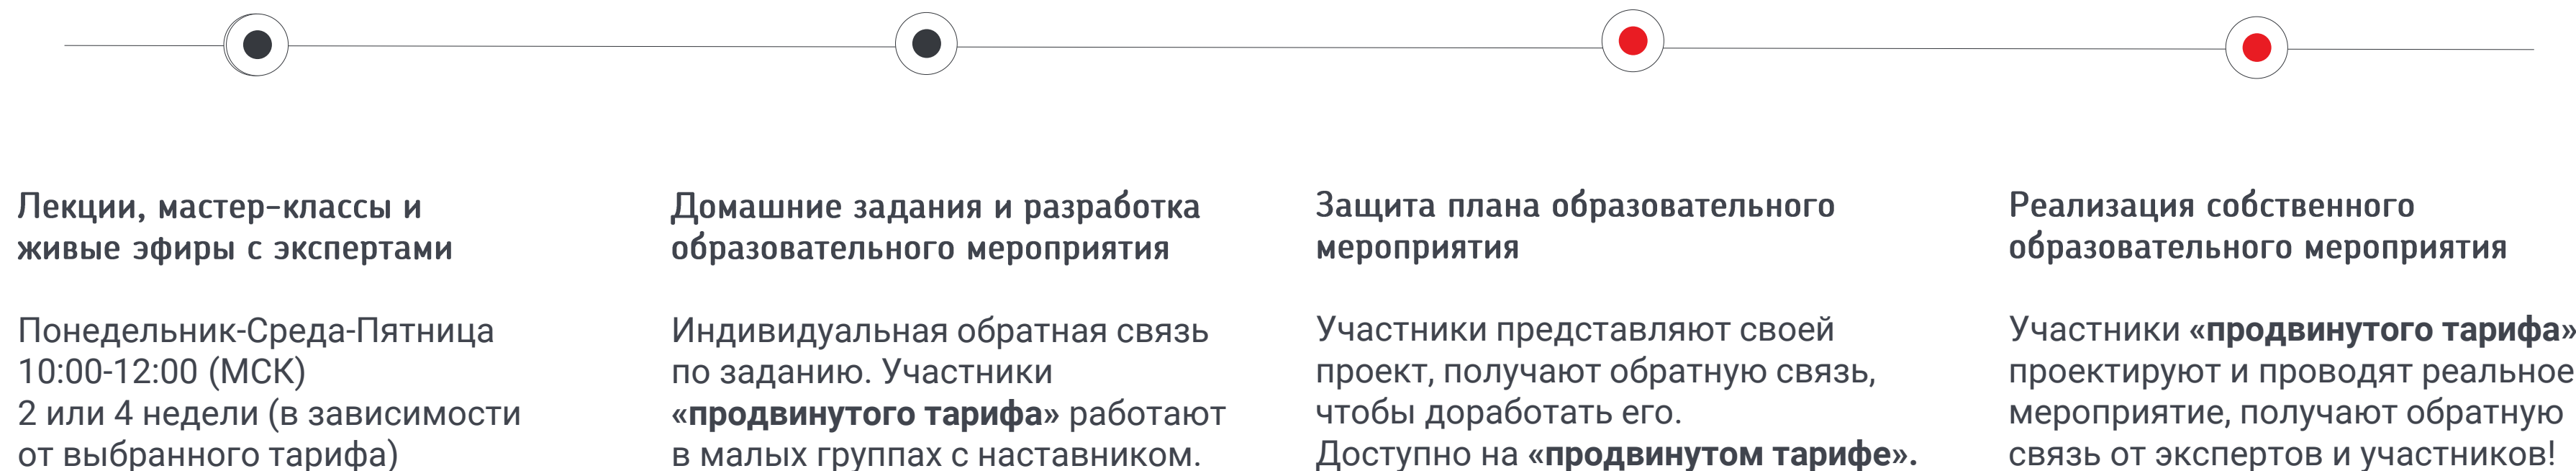 Лекции, мастер-классы и
живые эфиры с экспертами
Понедельник-Среда-Пятница
10:00-12:00 (МСК)
2 или 4 недели (в зависимости
от выбранного тарифа)
Домашние задания и разработка
образовательного мероприятия
Индивидуальная обратная связь
по заданию. Участники
«продвинутого тарифа» работают
в малых группах с наставником.
Защита плана образовательного
мероприятия
Участники представляют своей
проект, получают обратную связь,
чтобы доработать его.
Доступно на «продвинутом тарифе».
Реализация собственного
образовательного мероприятия
Участники «продвинутого тарифа»
проектируют и проводят реальное
мероприятие, получают обратную
связь от экспертов и участников!